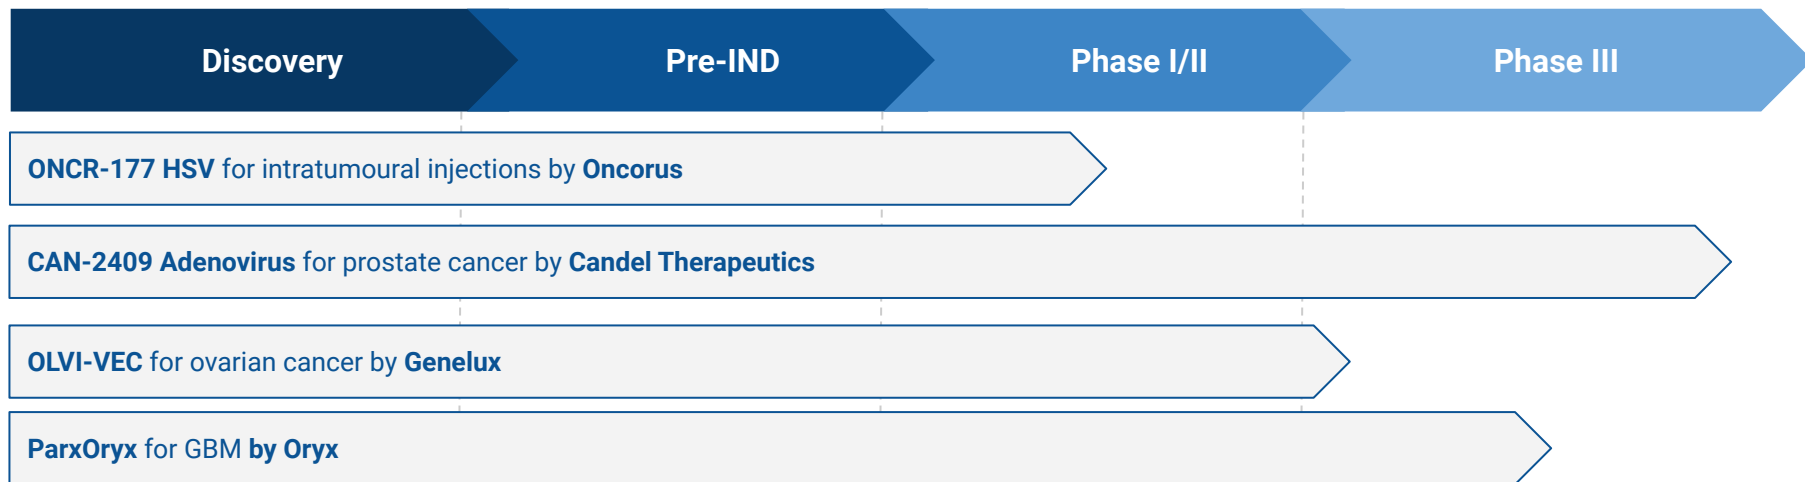 Discovery
Pre-IND
Phase I/II
Phase III
ONCR-177 HSV for intratumoural injections by Oncorus
CAN-2409 Adenovirus for prostate cancer by Candel Therapeutics
OLVI-VEC for ovarian cancer by Genelux
ParxOryx for GBM by Oryx